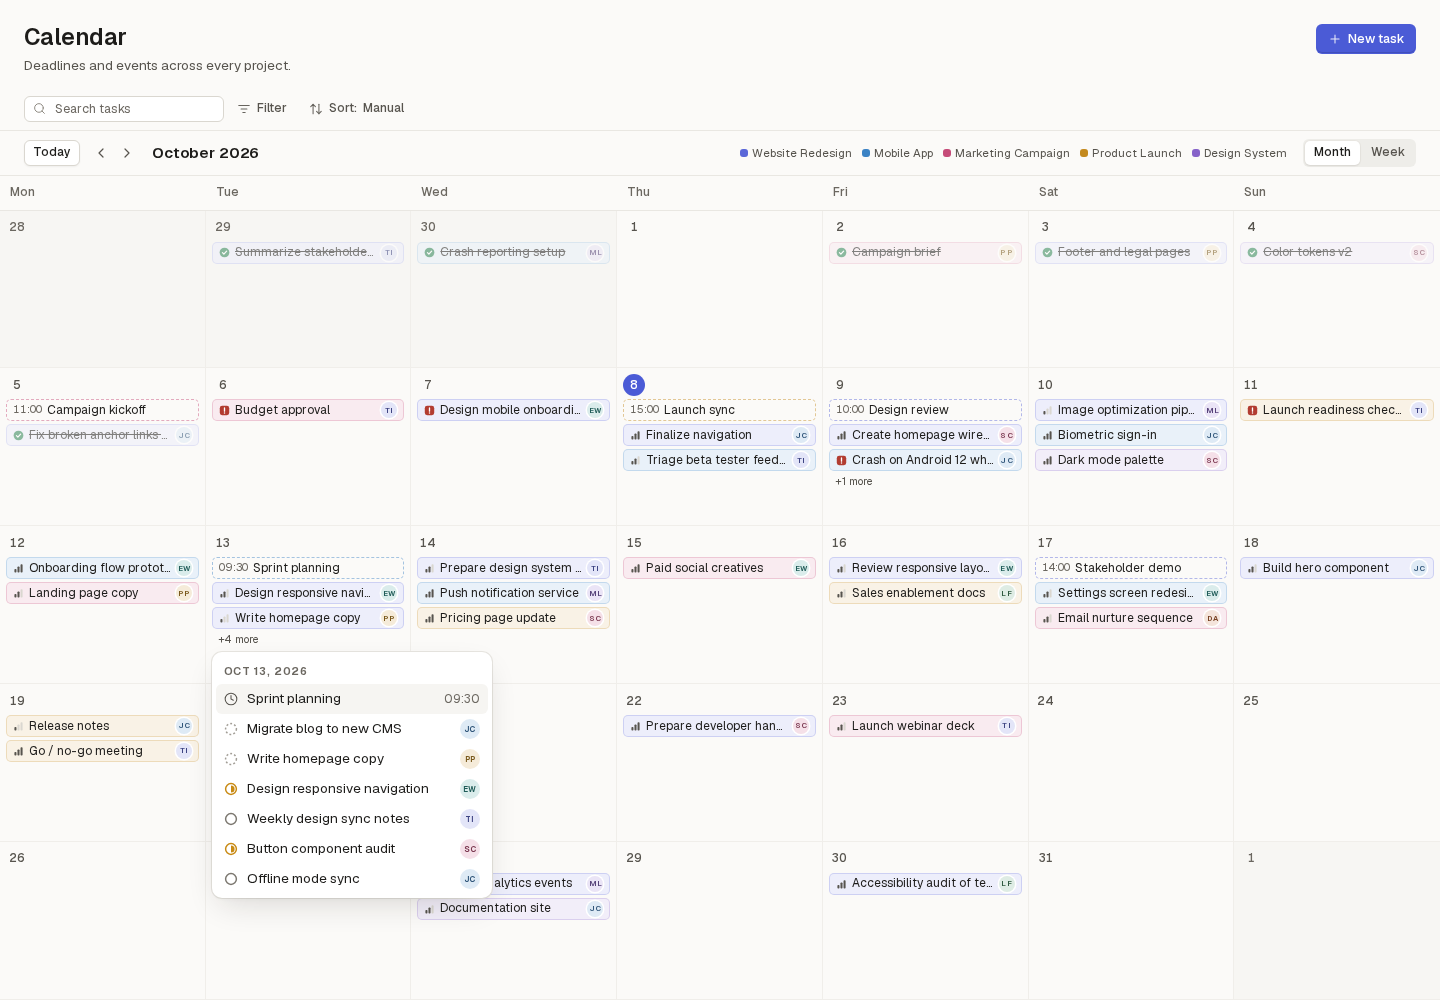 Calendar
Deadlines and events across every project.
New task
Search tasks
Filter
Sort: Manual
Today
October 2026
Website Redesign
Mobile App
Marketing Campaign
Product Launch
Design System
Month
Week
Mon
Tue
Wed
Thu
Fri
Sat
Sun
28
29
Summarize stakeholde… TI
30
Crash reporting setup ML
1
2
Campaign brief PP
3
Footer and legal pages PP
4
Color tokens v2 SC
5
11:00 Campaign kickoff
Fix broken anchor links … JC
6
Budget approval TI
7
Design mobile onboardi… EW
8
15:00 Launch sync
Finalize navigation JC
Triage beta tester feed… TI
9
10:00 Design review
Create homepage wire… SC
Crash on Android 12 wh… JC
+1 more
10
Image optimization pip… ML
Biometric sign-in JC
Dark mode palette SC
11
Launch readiness chec… TI
12
Onboarding flow protot… EW
Landing page copy PP
13
09:30 Sprint planning
Design responsive navi… EW
Write homepage copy PP
+4 more
14
Prepare design system … TI
Push notification service ML
Pricing page update SC
15
Paid social creatives EW
16
Review responsive layo… EW
Sales enablement docs LF
17
14:00 Stakeholder demo
Settings screen redesi… EW
Email nurture sequence DA
18
Build hero component JC
OCT 13, 2026
Sprint planning 09:30
Migrate blog to new CMS JC
Write homepage copy PP
Design responsive navigation EW
Weekly design sync notes TI
Button component audit SC
Offline mode sync JC
19
Release notes JC
Go / no-go meeting TI
22
Prepare developer han… SC
23
Launch webinar deck TI
24
25
26
alytics events ML
Documentation site JC
29
30
Accessibility audit of te… LF
31
1